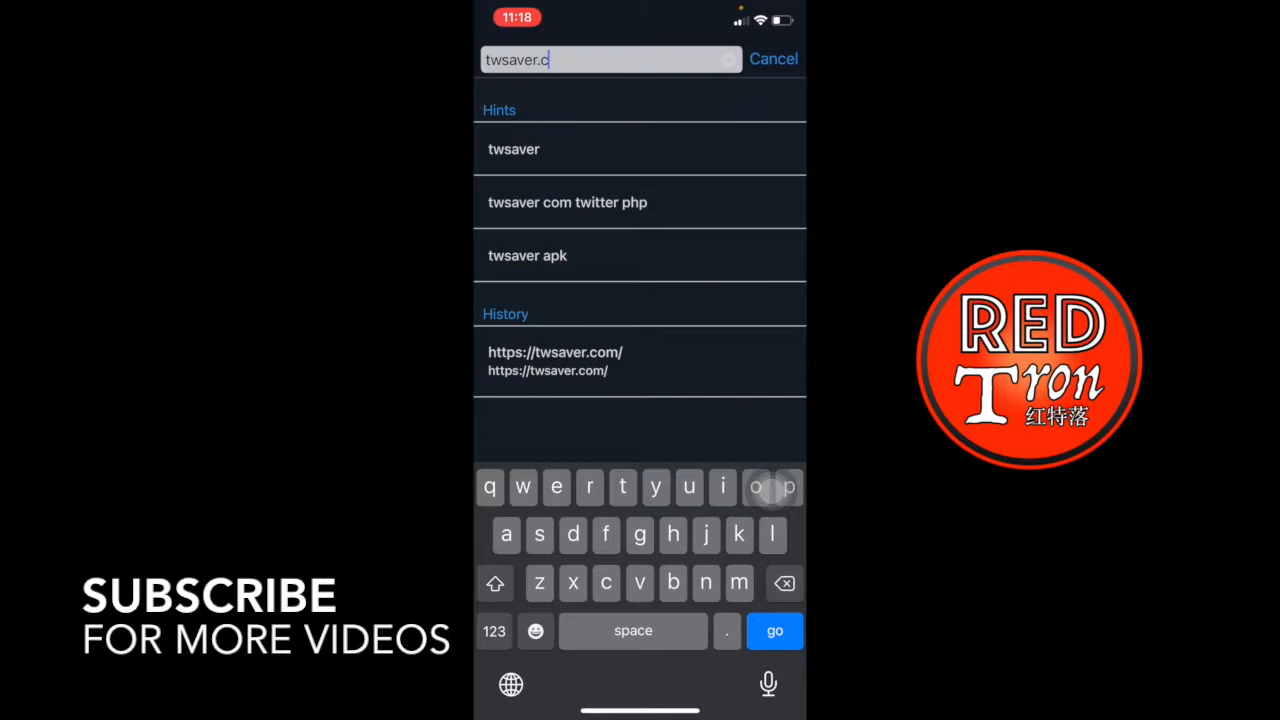 11:18
twsaver.c
Cancel
Hints
twsaver
twsaver com twitter php
twsaver apk
History
https://twsaver.com/
https://twsaver.com/
q w e r t y u i o p
a s d f g h j k l
z x c v b n m
123 space . go
RED
Tron
红特落
SUBSCRIBE
FOR MORE VIDEOS